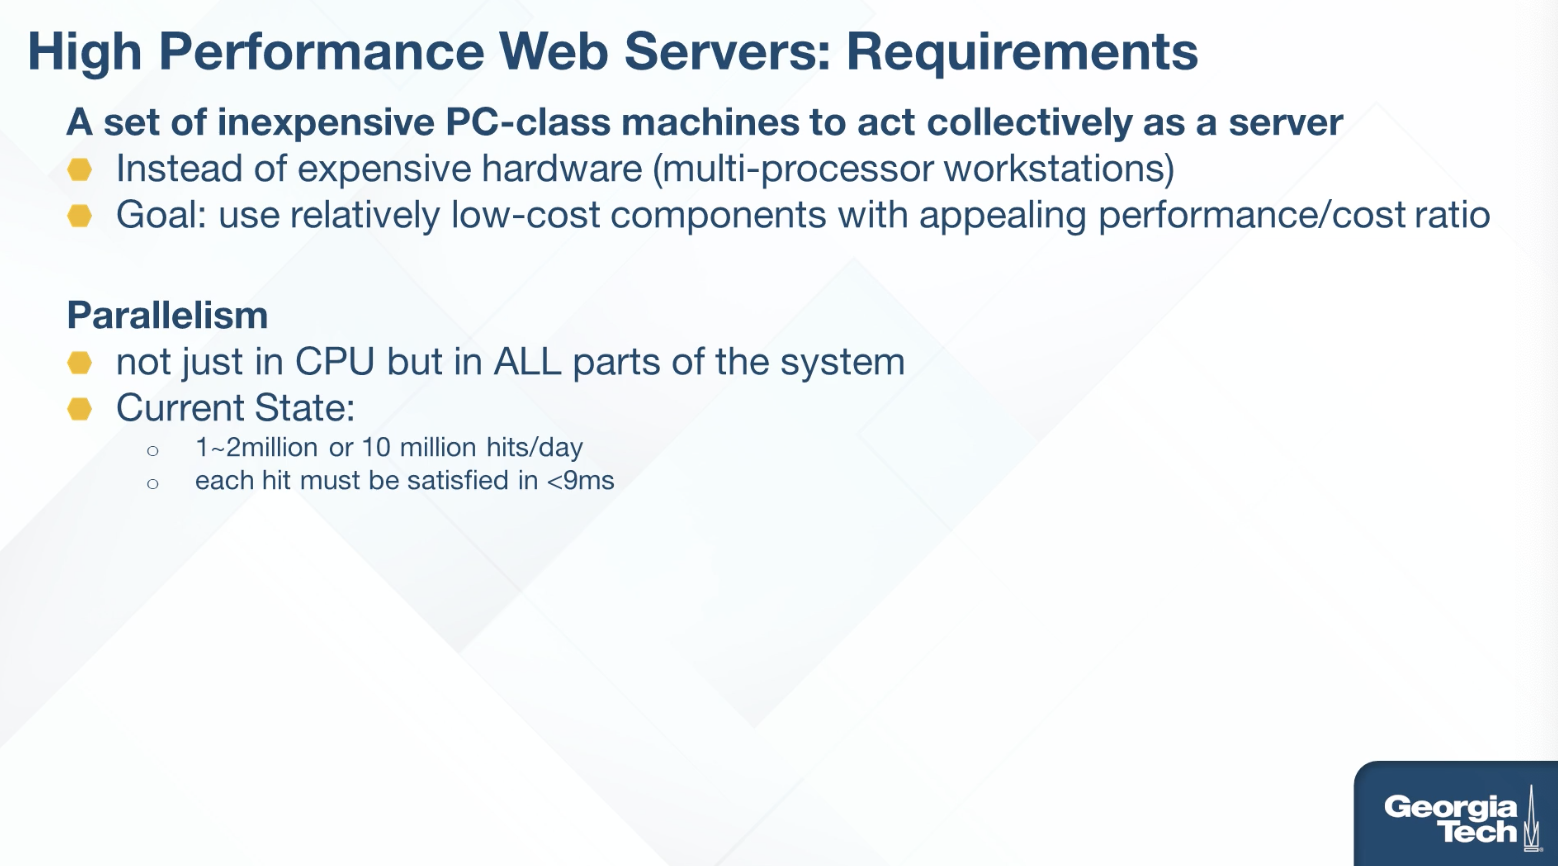 High Performance Web Servers: Requirements
A set of inexpensive PC-class machines to act collectively as a server
Instead of expensive hardware (multi-processor workstations)
Goal: use relatively low-cost components with appealing performance/cost ratio
Parallelism
not just in CPU but in ALL parts of the system
Current State:
1~2million or 10 million hits/day
each hit must be satisfied in <9ms
Georgia
Tech